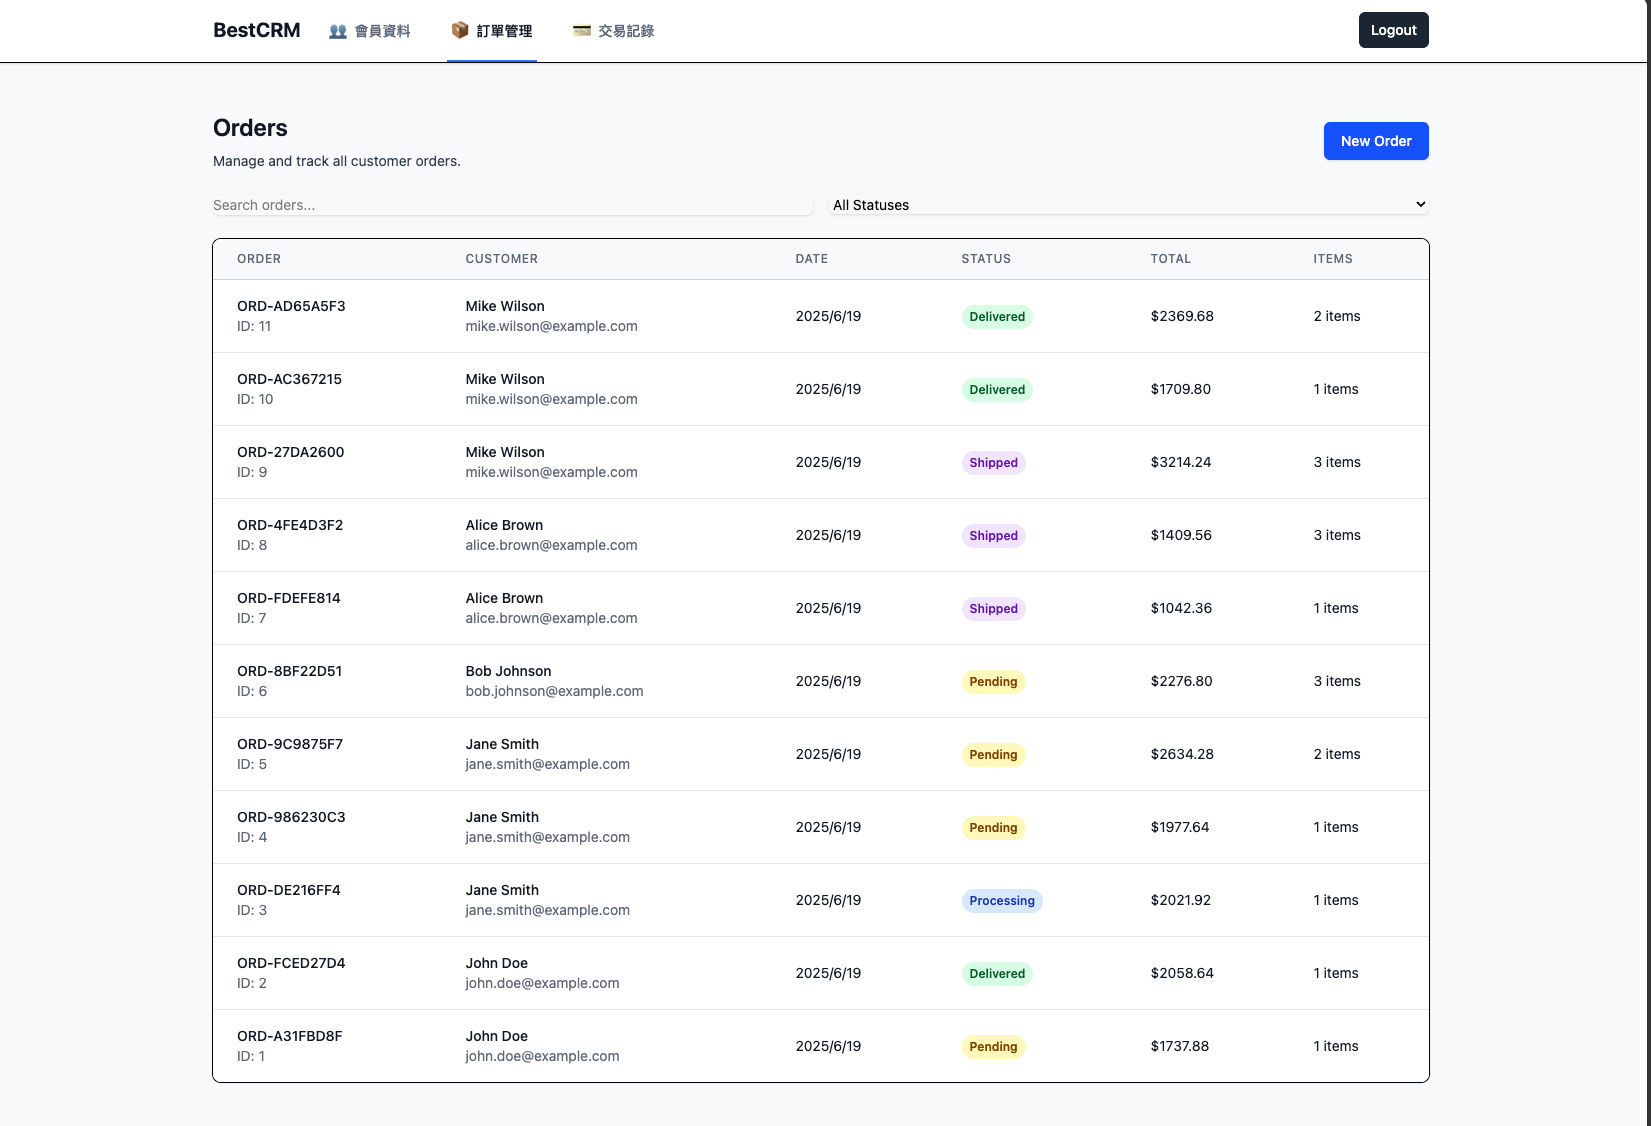 BestCRM 👥 會員資料 📦 訂單管理 💳 交易記錄 Logout
Orders
Manage and track all customer orders.
New Order
Search orders... All Statuses
ORDER CUSTOMER DATE STATUS TOTAL ITEMS
ORD-AD65A5F3 Mike Wilson 2025/6/19 Delivered $2369.68 2 items
ID: 11 mike.wilson@example.com
ORD-AC367215 Mike Wilson 2025/6/19 Delivered $1709.80 1 items
ID: 10 mike.wilson@example.com
ORD-27DA2600 Mike Wilson 2025/6/19 Shipped $3214.24 3 items
ID: 9 mike.wilson@example.com
ORD-4FE4D3F2 Alice Brown 2025/6/19 Shipped $1409.56 3 items
ID: 8 alice.brown@example.com
ORD-FDEFE814 Alice Brown 2025/6/19 Shipped $1042.36 1 items
ID: 7 alice.brown@example.com
ORD-8BF22D51 Bob Johnson 2025/6/19 Pending $2276.80 3 items
ID: 6 bob.johnson@example.com
ORD-9C9875F7 Jane Smith 2025/6/19 Pending $2634.28 2 items
ID: 5 jane.smith@example.com
ORD-986230C3 Jane Smith 2025/6/19 Pending $1977.64 1 items
ID: 4 jane.smith@example.com
ORD-DE216FF4 Jane Smith 2025/6/19 Processing $2021.92 1 items
ID: 3 jane.smith@example.com
ORD-FCED27D4 John Doe 2025/6/19 Delivered $2058.64 1 items
ID: 2 john.doe@example.com
ORD-A31FBD8F John Doe 2025/6/19 Pending $1737.88 1 items
ID: 1 john.doe@example.com